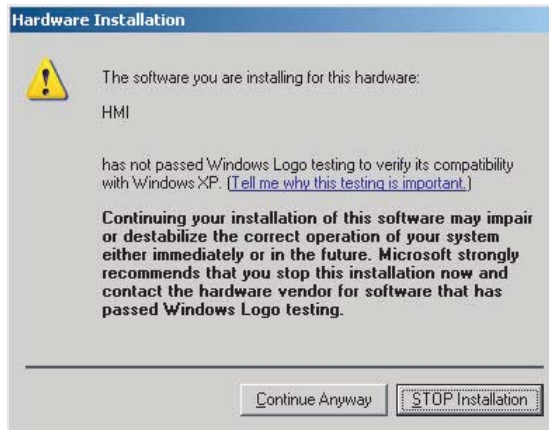 Hardware Installation
The software you are installing for this hardware:
HMI
has not passed Windows Logo testing to verify its compatibility
with Windows XP. (Tell me why this testing is important.)
Continuing your installation of this software may impair
or destabilize the correct operation of your system
either immediately or in the future. Microsoft strongly
recommends that you stop this installation now and
contact the hardware vendor for software that has
passed Windows Logo testing.
Continue Anyway
STOP Installation